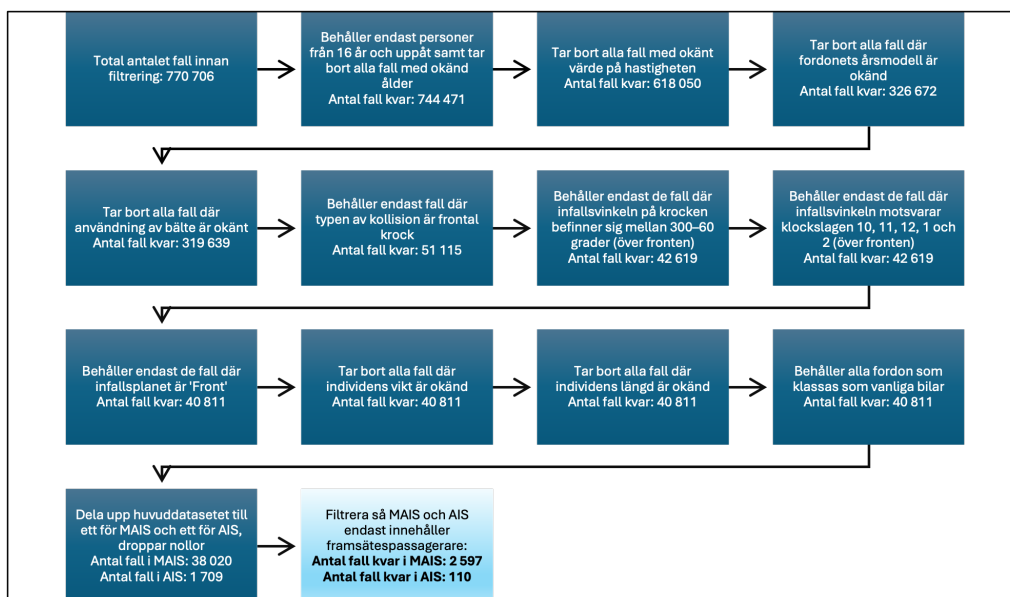 Total antalet fall innan
filtrering: 770 706
Behåller endast personer
från 16 år och uppåt samt tar
bort alla fall med okänd
ålder
Antal fall kvar: 744 471
Tar bort alla fall med okänt
värde på hastigheten
Antal fall kvar: 618 050
Tar bort alla fall där
fordonets årsmodell är
okänd
Antal fall kvar: 326 672
Tar bort alla fall där
användning av bälte är okänt
Antal fall kvar: 319 639
Behåller endast fall där
typen av kollision är frontal
krock
Antal fall kvar: 51 115
Behåller endast de fall där
infallsvinkeln på krocken
befinner sig mellan 300–60
grader (över fronten)
Antal fall kvar: 42 619
Behåller endast de fall där
infallsvinkeln motsvarar
klockslagen 10, 11, 12, 1 och
2 (över fronten)
Antal fall kvar: 42 619
Behåller endast de fall där
infallsplanet är 'Front'
Antal fall kvar: 40 811
Tar bort alla fall där
individens vikt är okänd
Antal fall kvar: 40 811
Tar bort alla fall där
individens längd är okänd
Antal fall kvar: 40 811
Behåller alla fordon som
klassas som vanliga bilar
Antal fall kvar: 40 811
Dela upp huvuddatasetet till
ett för MAIS och ett för AIS,
droppar nollor
Antal fall i MAIS: 38 020
Antal fall i AIS: 1 709
Filtrera så MAIS och AIS
endast innehåller
framsätespassagerare:
Antal fall kvar i MAIS: 2 597
Antal fall kvar i AIS: 110